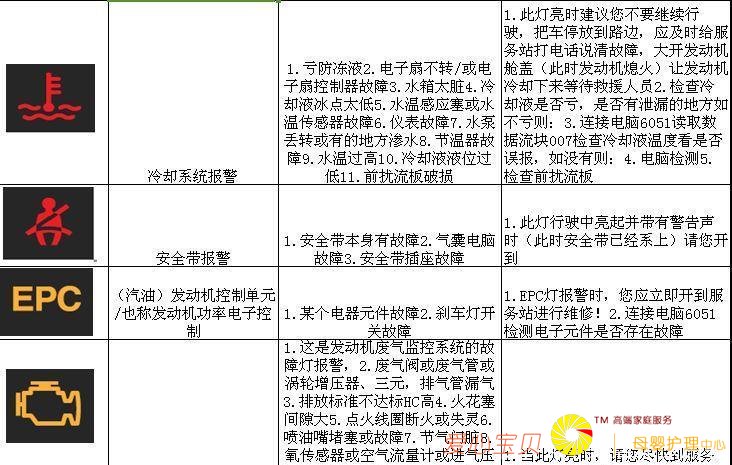 冷却系统报警
1.亏防冻液2.电子扇不转/或电
子扇控制器故障3.水箱太脏4.冷
却液冰点太低5.水温感应塞或水
温传感器故障6.仪表故障7.水泵
丢转或有的地方渗水8.节温器故
障9.水温过高10.冷却液液位过
低11.前扰流板破损
1.此灯亮时建议您不要继续行
驶，把车停放到路边，应及时给服
务站打电话说清故障，大开发动机
舱盖（此时发动机熄火）让发动机
冷却下来等待救援人员2.检查冷
却液是否亏，是否有泄漏的地方如
不亏则：3.连接电脑6051读取数
据流块007检查冷却液温度看是否
误报，如没有则：4.电脑检测5.
检查前扰流板
安全带报警
1.安全带本身有故障2.气囊电脑
故障3.安全带插座故障
1.此灯行驶中亮起并带有警告声
时（此时安全带已经系上）请您开
到
EPC
（汽油）发动机控制单元
/也称发动机功率电子控
制
1.某个电器元件故障2.刹车灯开
关故障
1.EPC灯报警时，您应立即开到服
务站进行维修！2.连接电脑6051
检测电子元件是否存在故障
1.这是发动机废气监控系统的故
障灯报警，2.废气阀或废气管或
涡轮增压器、三元，排气管漏气
3.排放标准不达标HC高4.火花塞
间隙大5.点火线圈断火或失灵6.
喷油嘴堵塞或故障7.节气门脏8.
氧传感器或空气流量计或进气压
1.当此灯亮时，请您尽快到服务
爱心宝贝
TM 高端家庭服务
母婴护理中心